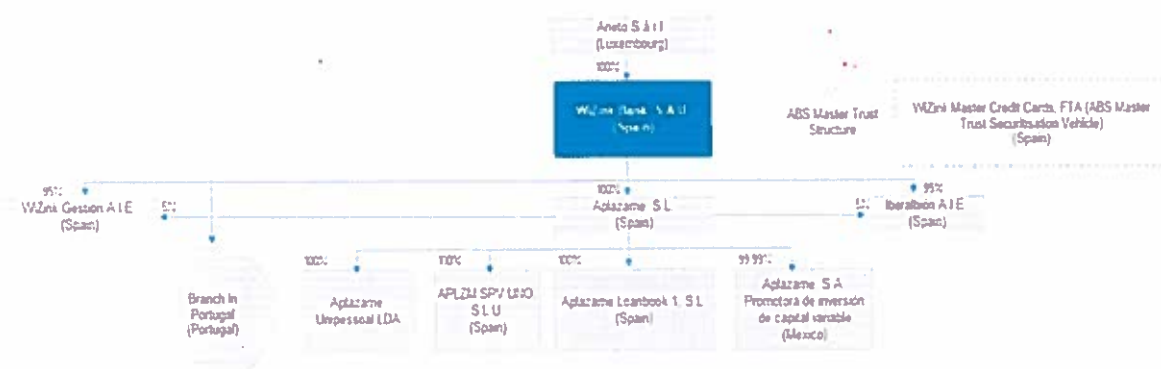 Aneto S.à r.l
(Luxembourg)
100%
WiZink Bank, S.A.U
(Spain)
ABS Master Trust
Structure
WiZink Master Credit Cards, FTA (ABS Master
Trust Securitisation Vehicle)
(Spain)
95%
WiZink Gestión A.I.E
(Spain)
5%
100%
Aplazame S.L
(Spain)
5%
95%
Iberalbión A.I.E
(Spain)
Branch in
Portugal
(Portugal)
100%
Aplazame
Unipessoal LDA
100%
APLZM SPV UNO
S.L.U
(Spain)
100%
Aplazame Loanbook 1, S.L
(Spain)
99.99%
Aplazame S.A
Promotora de inversión
de capital variable
(Mexico)